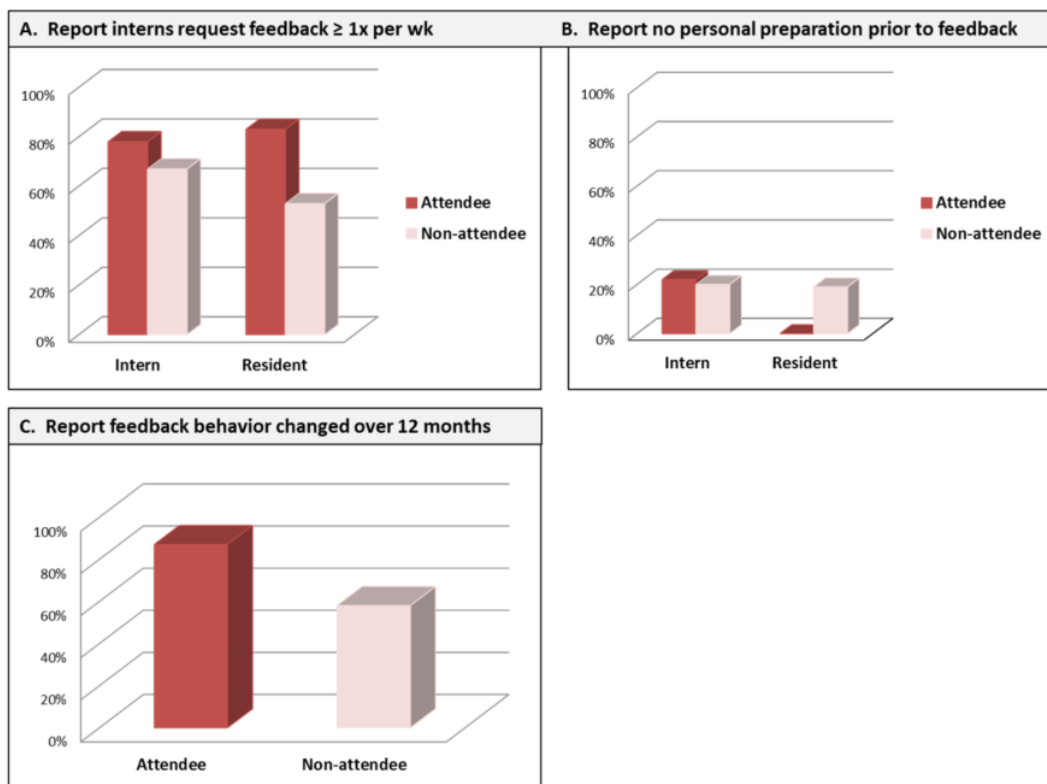 A. Report interns request feedback ≥ 1x per wk
100%
80%
60%
40%
20%
0%
Intern Resident
Attendee
Non-attendee
B. Report no personal preparation prior to feedback
100%
80%
60%
40%
20%
0%
Intern Resident
Attendee
Non-attendee
C. Report feedback behavior changed over 12 months
100%
80%
60%
40%
20%
0%
Attendee Non-attendee